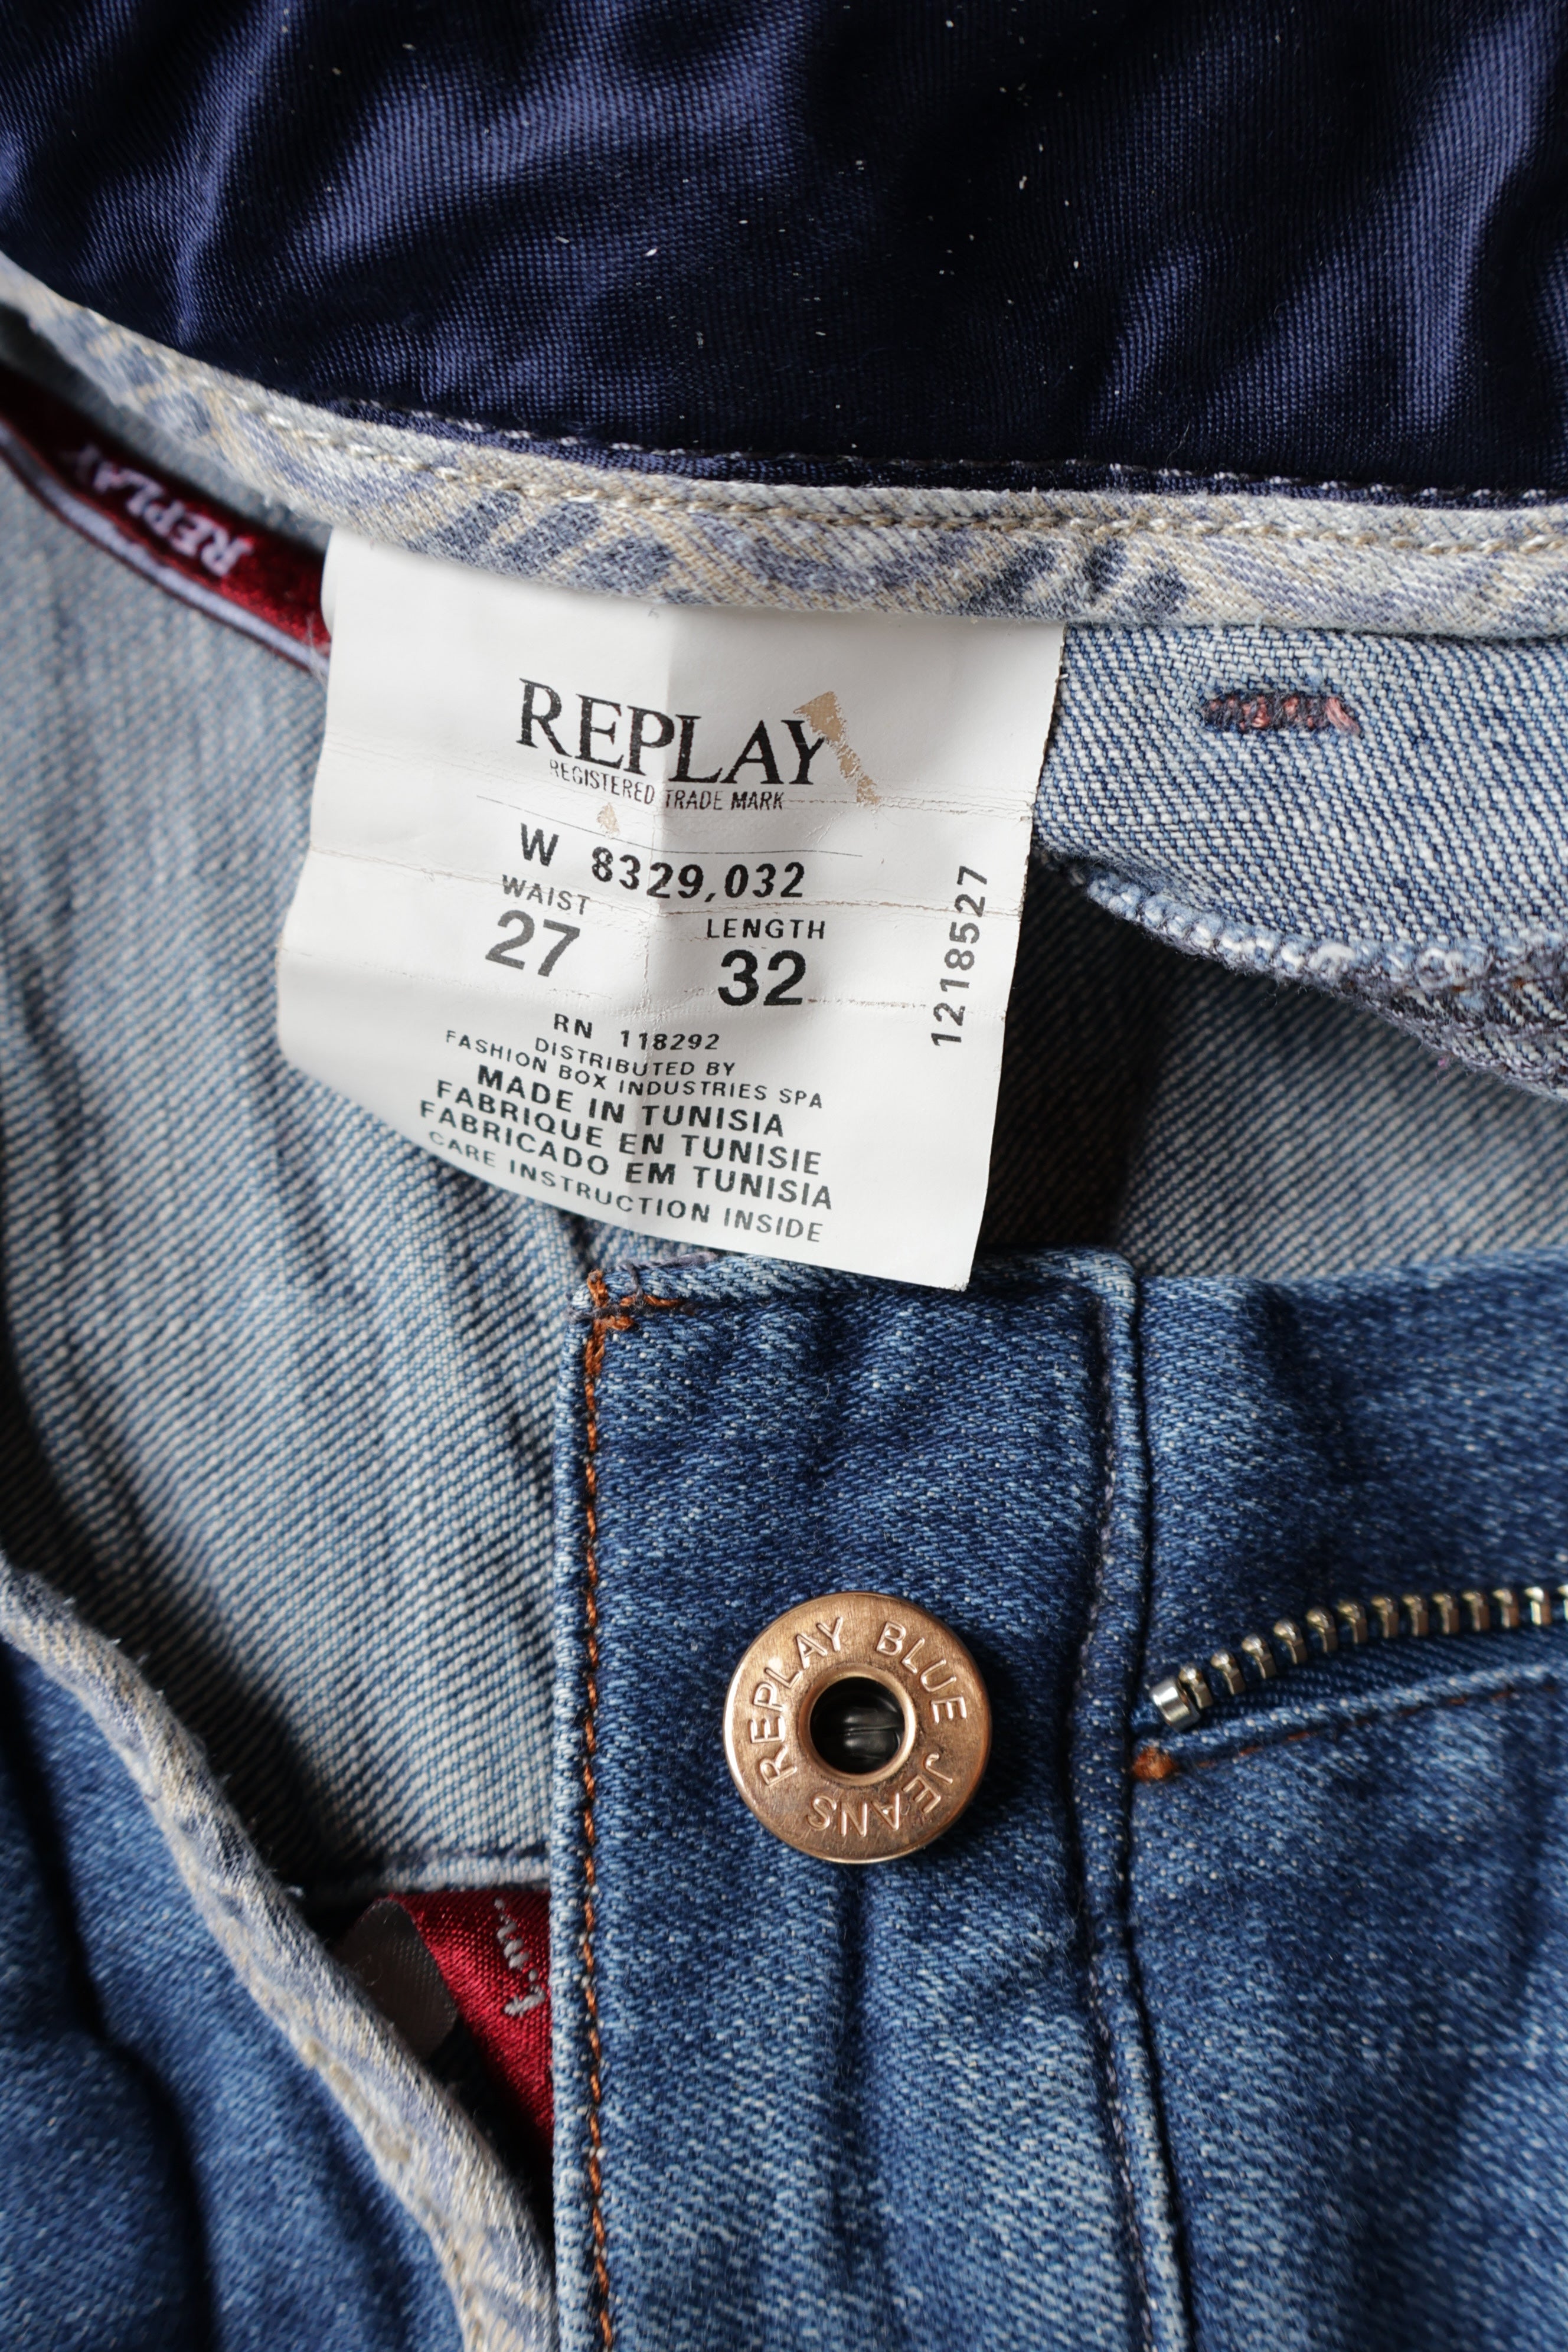 REPLAY REPLAY
REPLAY
REGISTERED TRADE MARK
W 8329,032
WAIST LENGTH
27 32
1218527
RN 118292
DISTRIBUTED BY
FASHION BOX INDUSTRIES SPA
MADE IN TUNISIA
FABRIQUE EN TUNISIE
FABRICADO EM TUNISIA
CARE INSTRUCTION INSIDE
REPLAY BLUE JEANS